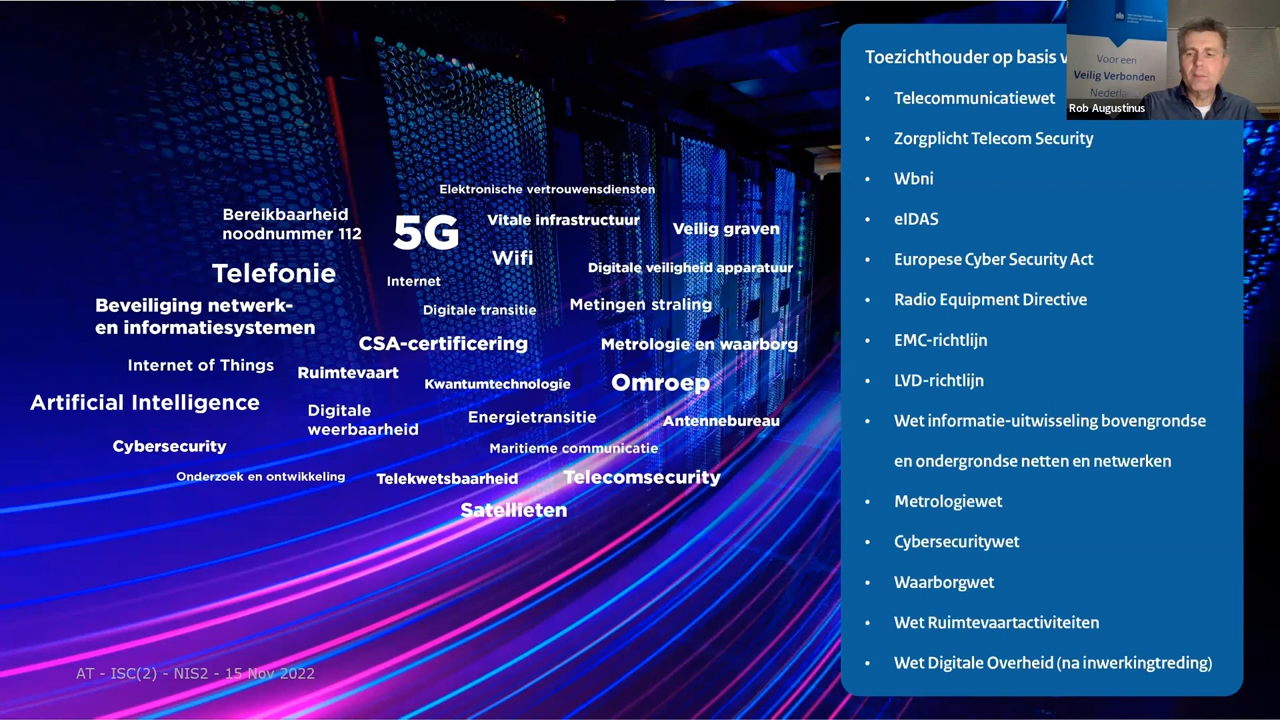 Elektronische vertrouwensdiensten
Bereikbaarheid
noodnummer 112
5G
Vitale infrastructuur
Veilig graven
Wifi
Telefonie
Internet
Digitale veiligheid apparatuur
Beveiliging netwerk-
en informatiesystemen
Digitale transitie
Metingen straling
CSA-certificering
Metrologie en waarborg
Internet of Things
Ruimtevaart
Kwantumtechnologie
Omroep
Artificial Intelligence
Digitale
weerbaarheid
Energietransitie
Antennebureau
Cybersecurity
Maritieme communicatie
Onderzoek en ontwikkeling
Telekwetsbaarheid
Telecomsecurity
Satellieten
AT - ISC(2) - NIS2 - 15 Nov 2022
Toezichthouder op basis v
• Telecommunicatiewet
• Zorgplicht Telecom Security
• Wbni
• eIDAS
• Europese Cyber Security Act
• Radio Equipment Directive
• EMC-richtlijn
• LVD-richtlijn
• Wet informatie-uitwisseling bovengrondse
en ondergrondse netten en netwerken
• Metrologiewet
• Cybersecuritywet
• Waarborgwet
• Wet Ruimtevaartactiviteiten
• Wet Digitale Overheid (na inwerkingtreding)
Voor een
Veilig Verbonden
Nederland
Rob Augustinus